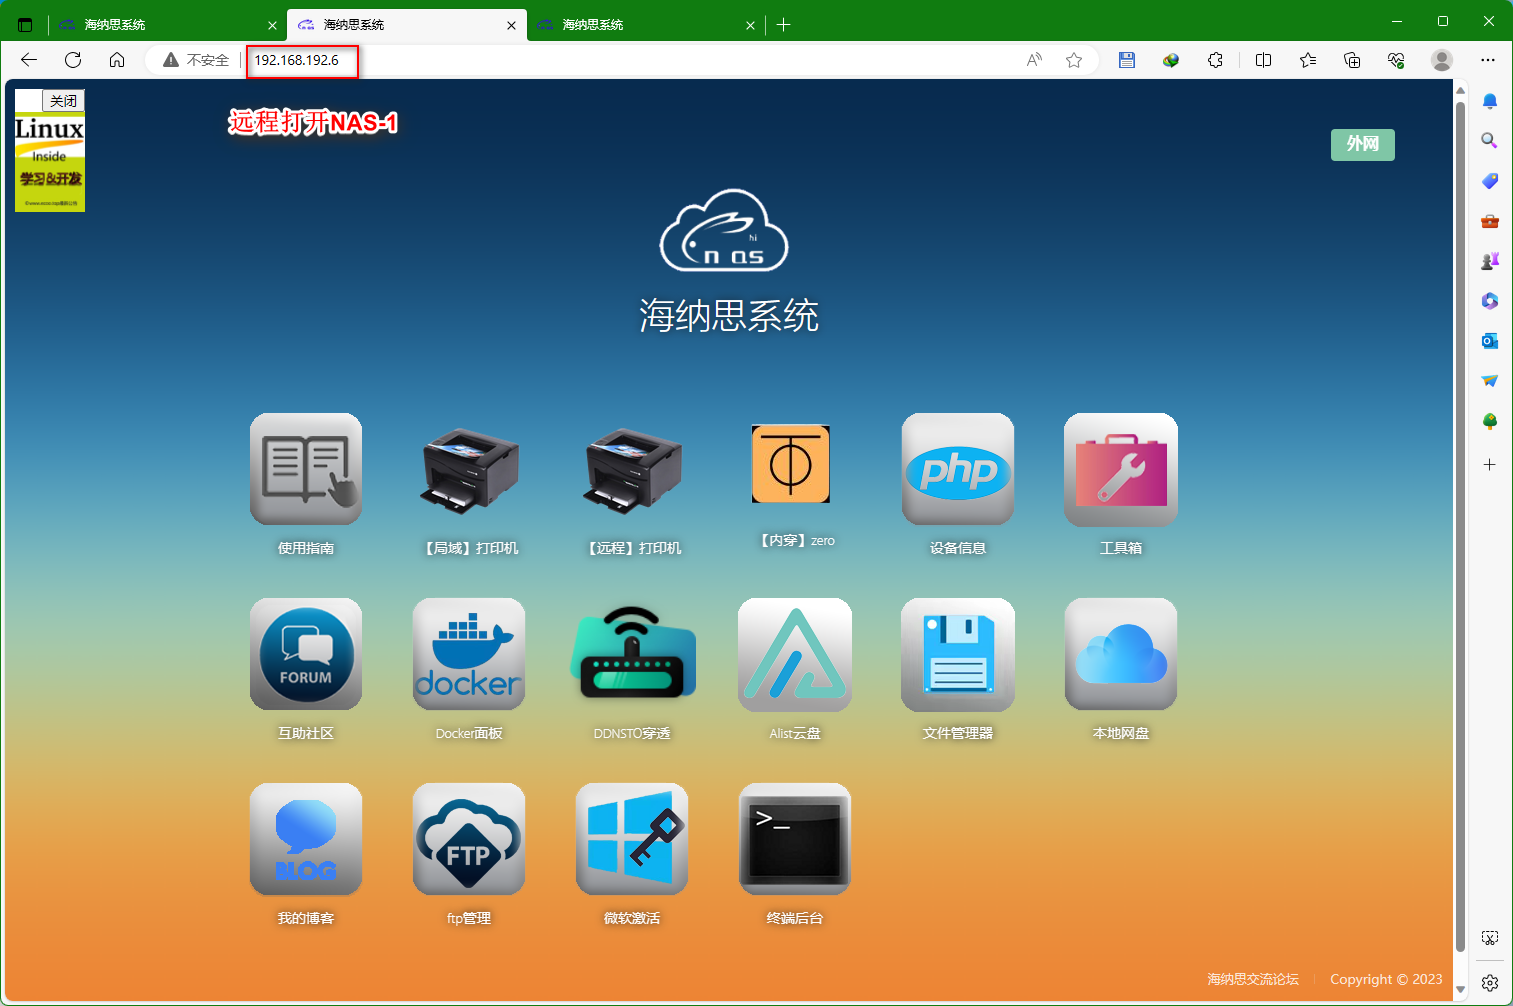 海纳思系统
海纳思系统
海纳思系统
不安全
192.168.192.6
关闭
Linux
Inside
学习&开发
远程打开NAS-1
外网
hi
nas
海纳思系统
使用指南
【局域】打印机
【远程】打印机
【内穿】zero
php
设备信息
工具箱
FORUM
互助社区
docker
Docker面板
DDNSTO穿透
Alist云盘
文件管理器
本地网盘
BLOG
我的博客
FTP
ftp管理
微软激活
>_
终端后台
海纳思交流论坛
Copyright © 2023